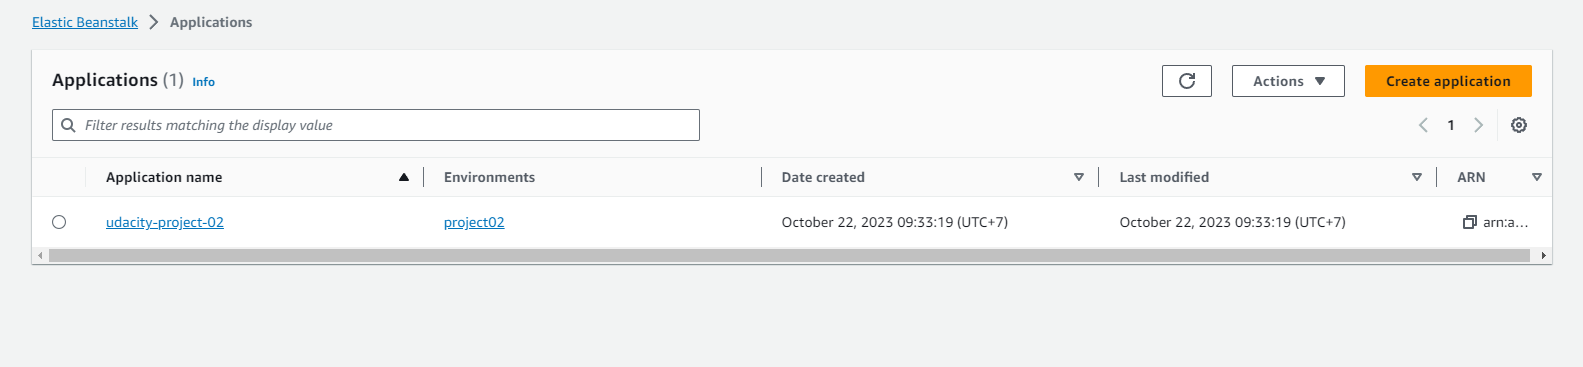 Elastic Beanstalk > Applications
Applications (1) Info
Actions
Create application
Filter results matching the display value
1
Application name Environments Date created Last modified ARN
udacity-project-02 project02 October 22, 2023 09:33:19 (UTC+7) October 22, 2023 09:33:19 (UTC+7) arn:a...